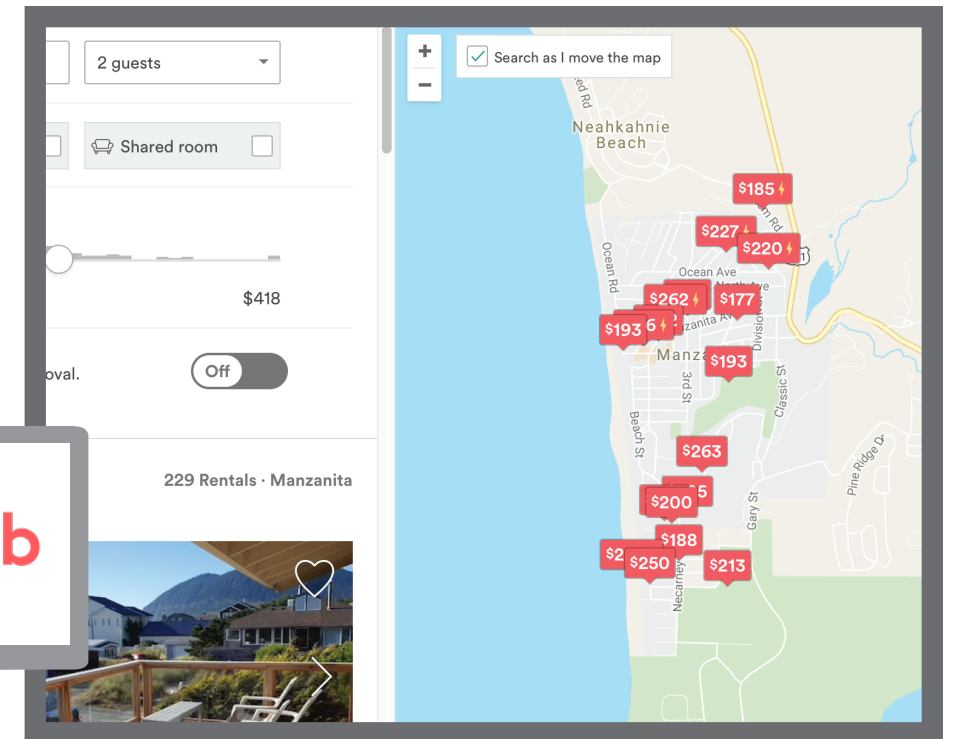 2 guests
Shared room
$418
oval.
Off
229 Rentals · Manzanita
b
+
−
Search as I move the map
Neahkahnie
Beach
$185
$227
$220
Ocean Rd
Ocean Ave
$262
$177
$193
Manza
$193
3rd St
Classic St
Beach St
$263
Pine Ridge Dr
$200
Gary St
$188
$250
$213
Necarney